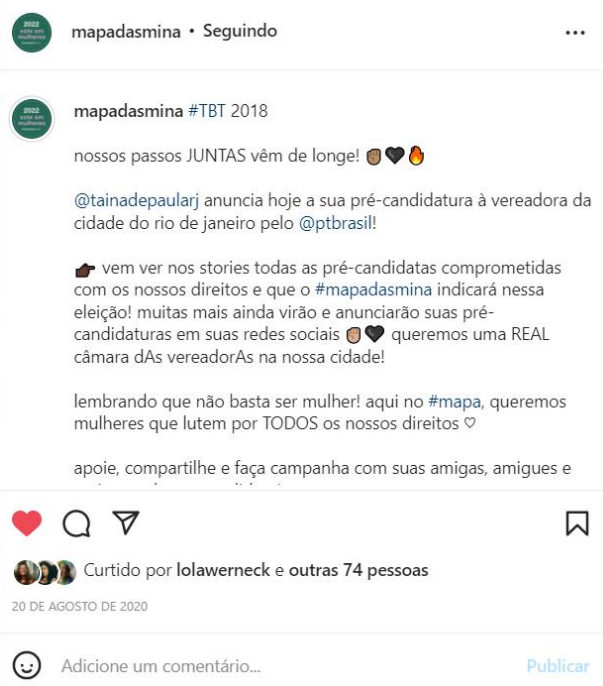 mapadasmina • Seguindo
mapadasmina #TBT 2018
nossos passos JUNTAS vêm de longe! ✊🏽🖤🔥
@tainadepaularj anuncia hoje a sua pré-candidatura à vereadora da
cidade do rio de janeiro pelo @ptbrasil!
👉🏿 vem ver nos stories todas as pré-candidatas comprometidas
com os nossos direitos e que o #mapadasmina indicará nessa
eleição! muitas mais ainda virão e anunciarão suas pré-
candidaturas em suas redes sociais ✊🏽🖤 queremos uma REAL
câmara dAs vereadorAs na nossa cidade!
lembrando que não basta ser mulher! aqui no #mapa, queremos
mulheres que lutem por TODOS os nossos direitos ♡
apoie, compartilhe e faça campanha com suas amigas, amigues e
Curtido por lolawerneck e outras 74 pessoas
20 DE AGOSTO DE 2020
Adicione um comentário...
Publicar